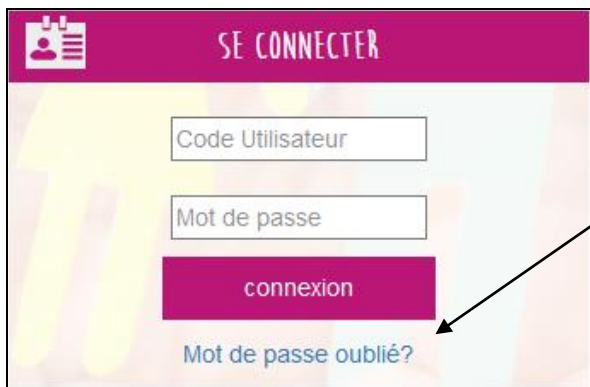 SE CONNECTER
Code Utilisateur
Mot de passe
connexion
Mot de passe oublié?